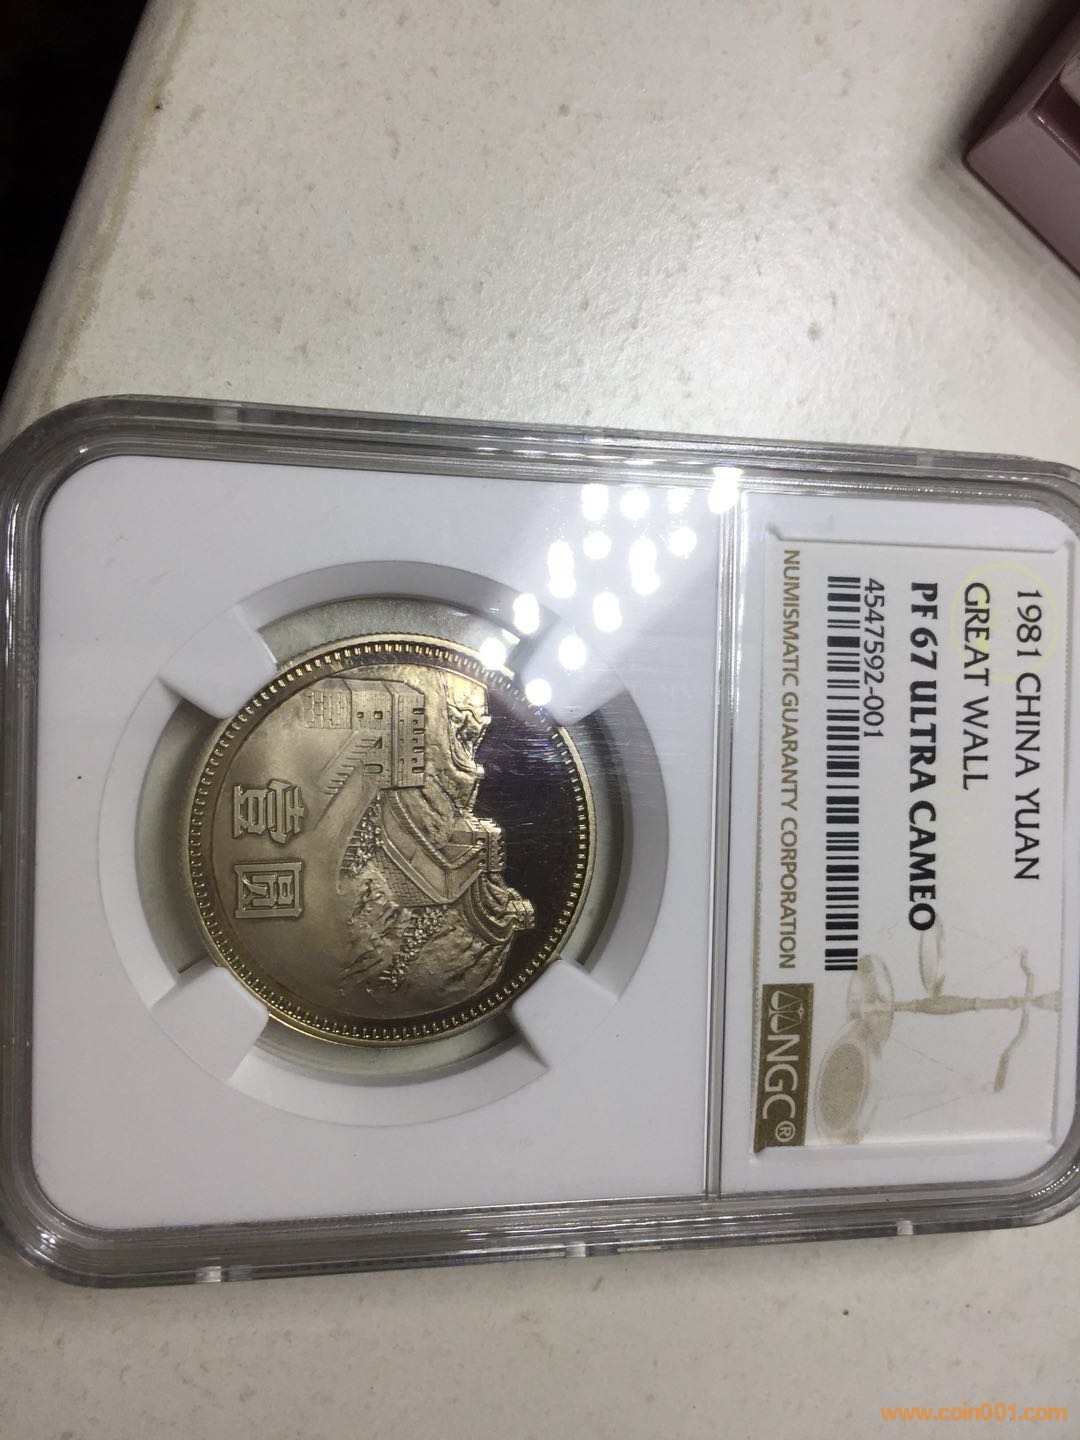 1981 CHINA YUAN
GREAT WALL
PF 67 ULTRA CAMEO
4547592-001
NUMISMATIC GUARANTY CORPORATION
NGC®
壹圆
www.coin001.com